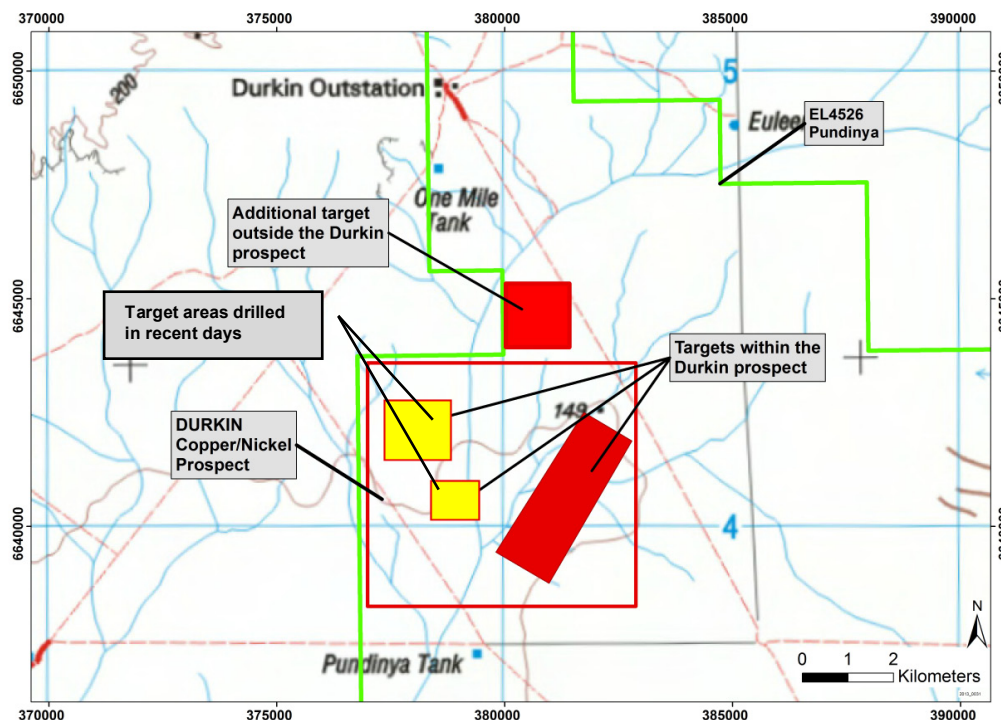 370000
375000
380000
385000
390000
6650000
6645000
6640000
200
Durkin Outstation
5
Eulee
EL4526
Pundinya
One Mile
Tank
Additional target
outside the Durkin
prospect
Target areas drilled
in recent days
Targets within the
Durkin prospect
149
DURKIN
Copper/Nickel
Prospect
4
Pundinya Tank
N
0 1 2
Kilometers
2013_0031
370000
375000
380000
385000
390000